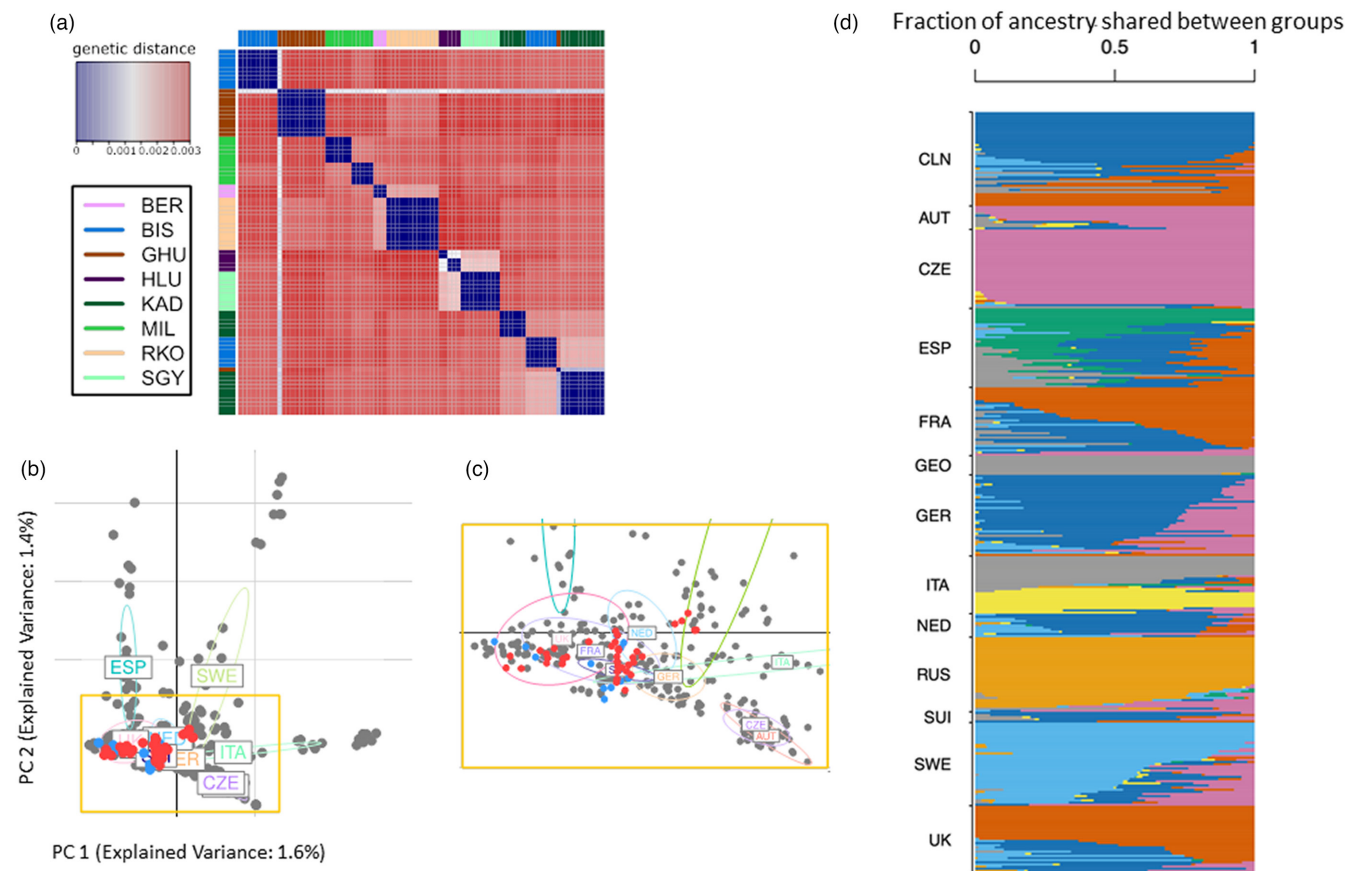 (a)
genetic distance
0 0.001 0.002 0.003
BER
BIS
GHU
HLU
KAD
MIL
RKO
SGY
(b)
PC 2 (Explained Variance: 1.4%)
ESP
SWE
ITA
CZE
PC 1 (Explained Variance: 1.6%)
(c)
UK
NED
FRA
GER
ITA
CZE
AUT
(d)
Fraction of ancestry shared between groups
0 0.5 1
CLN
AUT
CZE
ESP
FRA
GEO
GER
ITA
NED
RUS
SUI
SWE
UK